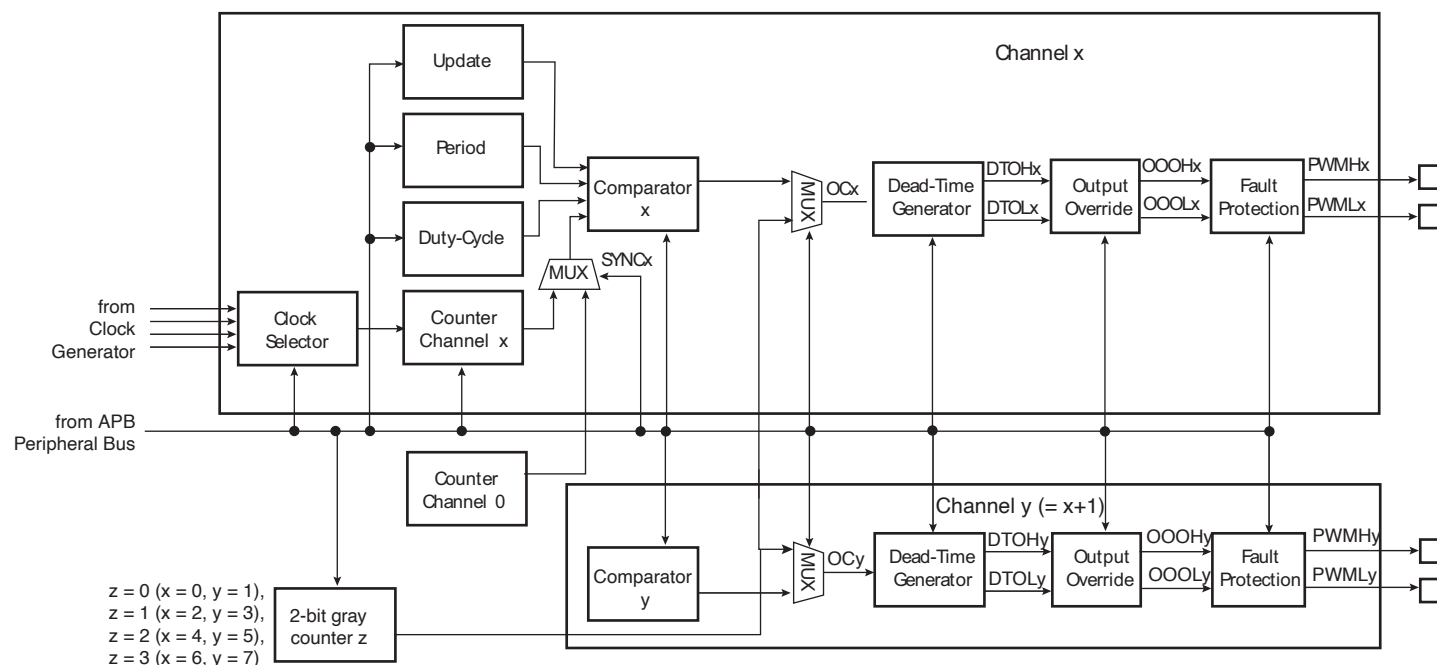 Channel x
Update
Period
Comparator
x
Duty-Cycle
MUX
SYNCx
MUX
OCx
Dead-Time
Generator
DTOHx
DTOLx
Output
Override
OOOHx
OOOLx
Fault
Protection
PWMHx
PWMLx
from
Clock
Generator
Clock
Selector
Counter
Channel x
from APB
Peripheral Bus
Counter
Channel 0
Channel y (= x+1)
Comparator
y
MUX
OCy
Dead-Time
Generator
DTOHy
DTOLy
Output
Override
OOOHy
OOOLy
Fault
Protection
PWMHy
PWMLy
z = 0 (x = 0, y = 1),
z = 1 (x = 2, y = 3),
z = 2 (x = 4, y = 5),
z = 3 (x = 6, y = 7)
2-bit gray
counter z